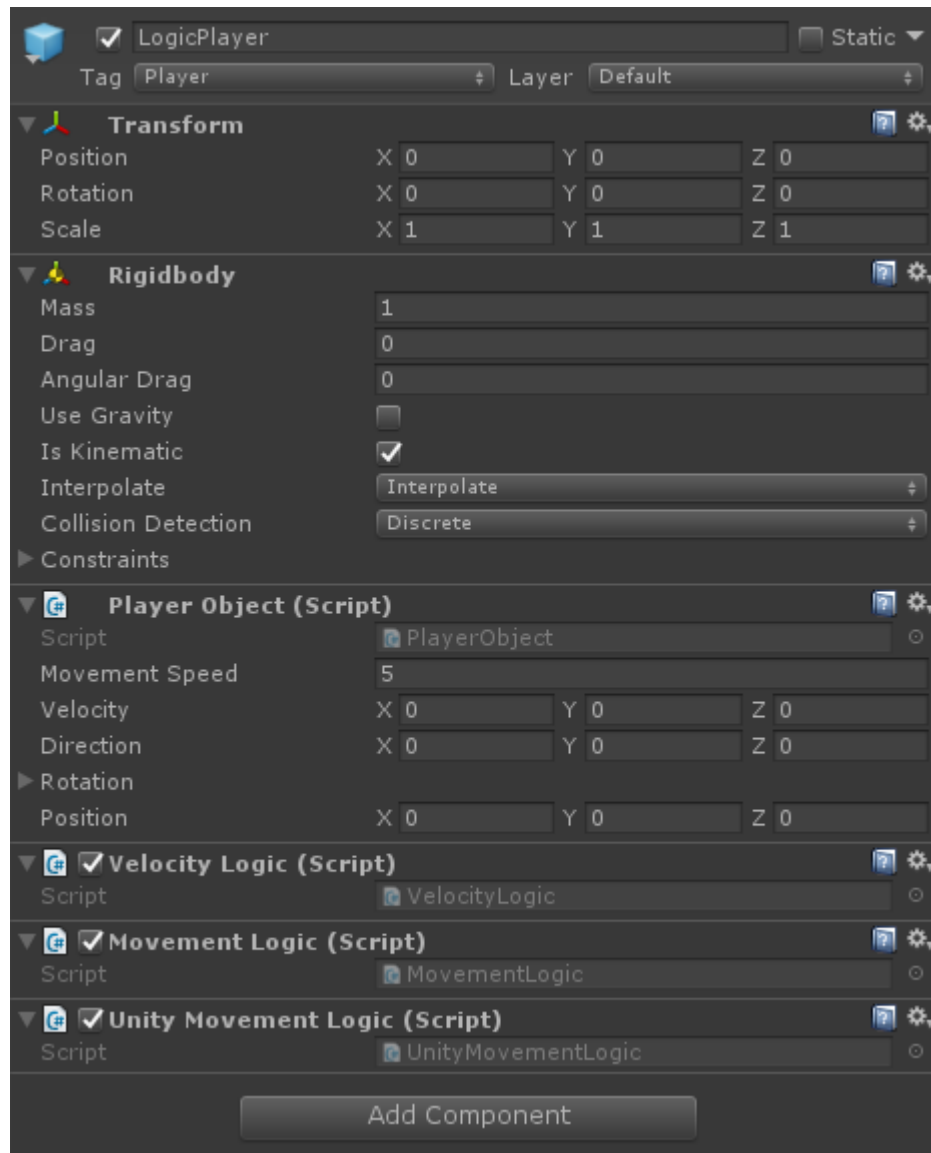 LogicPlayer Static
Tag Player Layer Default
Transform
Position X 0 Y 0 Z 0
Rotation X 0 Y 0 Z 0
Scale X 1 Y 1 Z 1
Rigidbody
Mass 1
Drag 0
Angular Drag 0
Use Gravity
Is Kinematic
Interpolate Interpolate
Collision Detection Discrete
Constraints
Player Object (Script)
Script PlayerObject
Movement Speed 5
Velocity X 0 Y 0 Z 0
Direction X 0 Y 0 Z 0
Rotation
Position X 0 Y 0 Z 0
Velocity Logic (Script)
Script VelocityLogic
Movement Logic (Script)
Script MovementLogic
Unity Movement Logic (Script)
Script UnityMovementLogic
Add Component